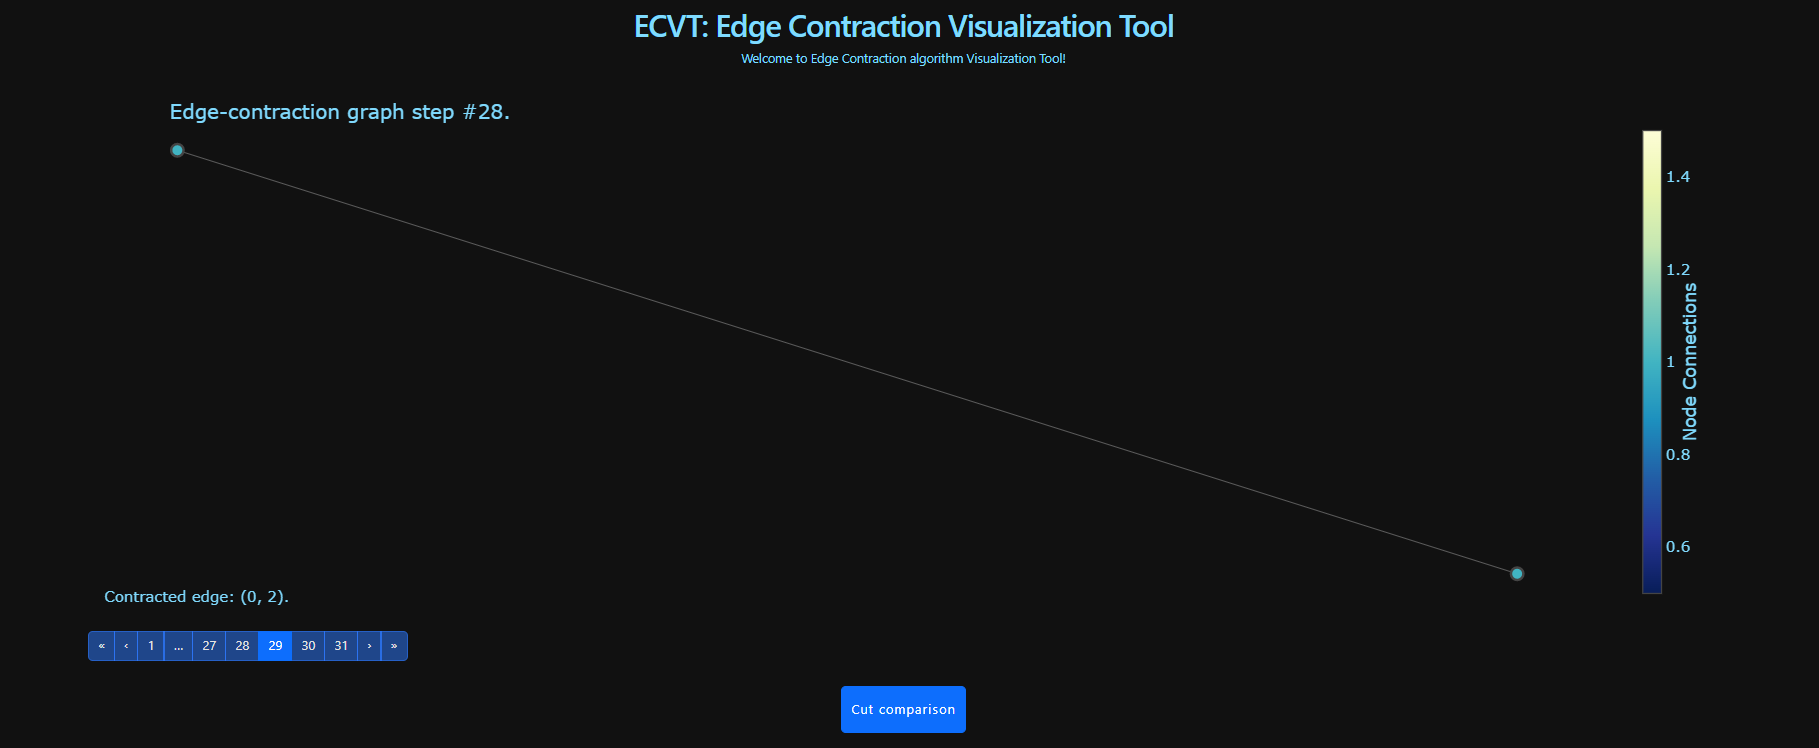 ECVT: Edge Contraction Visualization Tool
Welcome to Edge Contraction algorithm Visualization Tool!
Edge-contraction graph step #28.
1.4
1.2
1
0.8
0.6
Node Connections
Contracted edge: (0, 2).
« ‹ 1 ... 27 28 29 30 31 › »
Cut comparison